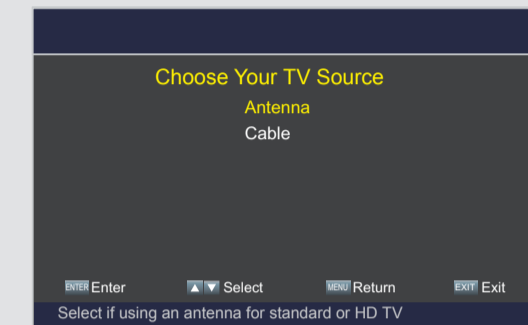 Choose Your TV Source
Antenna
Cable
ENTER Enter ▲ ▼ Select MENU Return EXIT Exit
Select if using an antenna for standard or HD TV